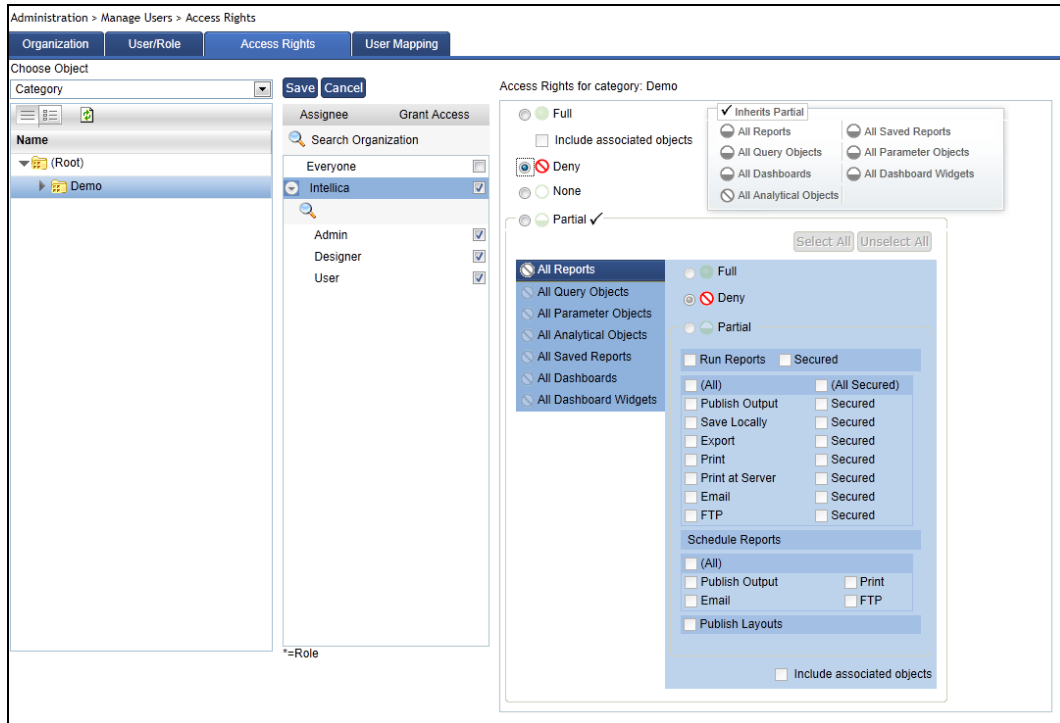 Administration > Manage Users > Access Rights
Organization User/Role Access Rights User Mapping
Choose Object
Category
Name
(Root)
Demo
Save Cancel
Assignee Grant Access
Search Organization
Everyone
Intellica
Admin
Designer
User
*=Role
Access Rights for category: Demo
Full
Include associated objects
Deny
None
Partial
Inherits Partial
All Reports All Saved Reports
All Query Objects All Parameter Objects
All Dashboards All Dashboard Widgets
All Analytical Objects
Select All Unselect All
All Reports
All Query Objects
All Parameter Objects
All Analytical Objects
All Saved Reports
All Dashboards
All Dashboard Widgets
Full
Deny
Partial
Run Reports Secured
(All) (All Secured)
Publish Output Secured
Save Locally Secured
Export Secured
Print Secured
Print at Server Secured
Email Secured
FTP Secured
Schedule Reports
(All)
Publish Output Print
Email FTP
Publish Layouts
Include associated objects